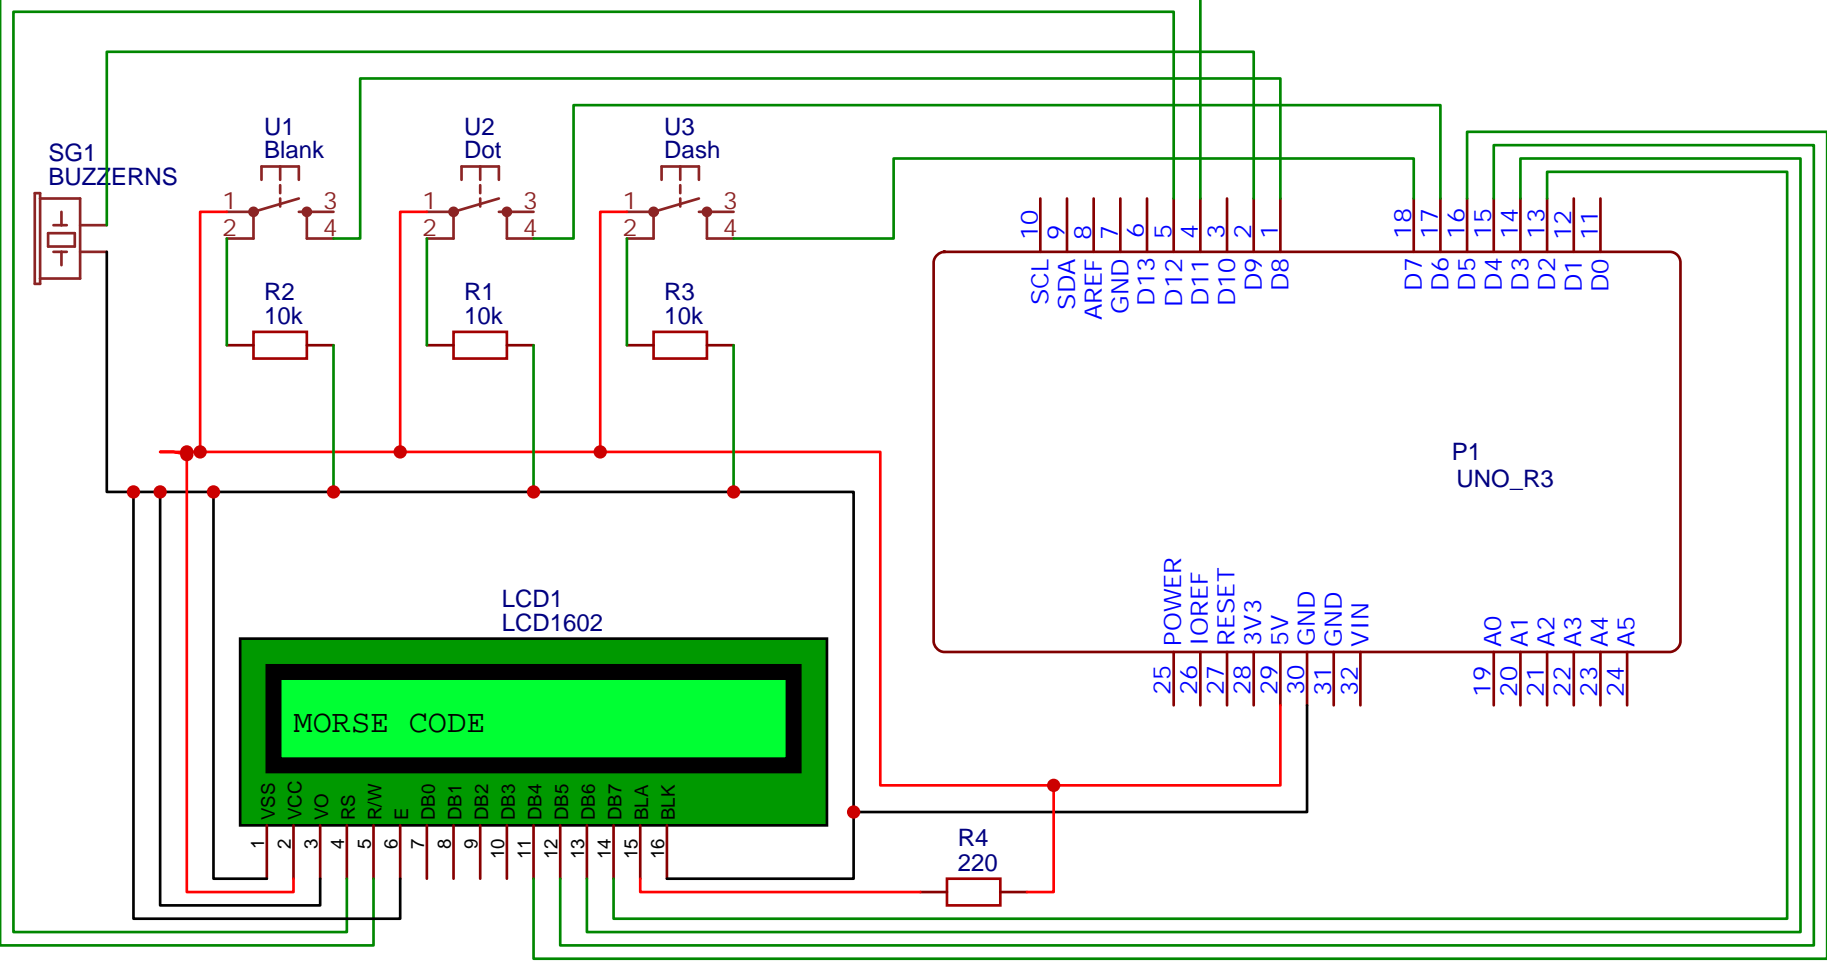 SG1
BUZZERNS
U1
Blank
1
2
3
4
U2
Dot
1
2
3
4
U3
Dash
1
2
3
4
R2
10k
R1
10k
R3
10k
10 9 8 7 6 5 4 3 2 1 18 17 16 15 14 13 12 11
SCL SDA AREF GND D13 D12 D11 D10 D9 D8 D7 D6 D5 D4 D3 D2 D1 D0
P1
UNO_R3
POWER IOREF RESET 3V3 5V GND GND VIN A0 A1 A2 A3 A4 A5
25 26 27 28 29 30 31 32 19 20 21 22 23 24
LCD1
LCD1602
MORSE CODE
VSS VCC VO RS R/W E DB0 DB1 DB2 DB3 DB4 DB5 DB6 DB7 BLA BLK
1 2 3 4 5 6 7 8 9 10 11 12 13 14 15 16
R4
220